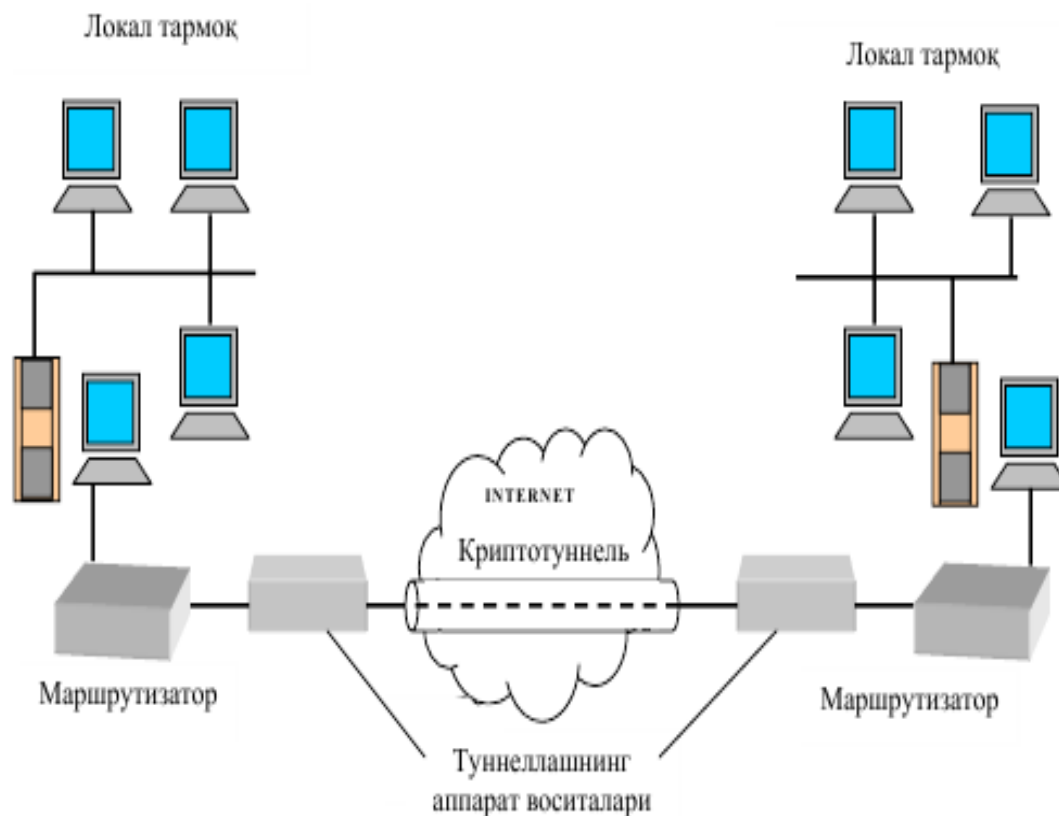 Локал тармоқ
Локал тармоқ
INTERNET
Криптотуннель
Маршрутизатор
Маршрутизатор
Туннеллашнинг
аппарат воситалари